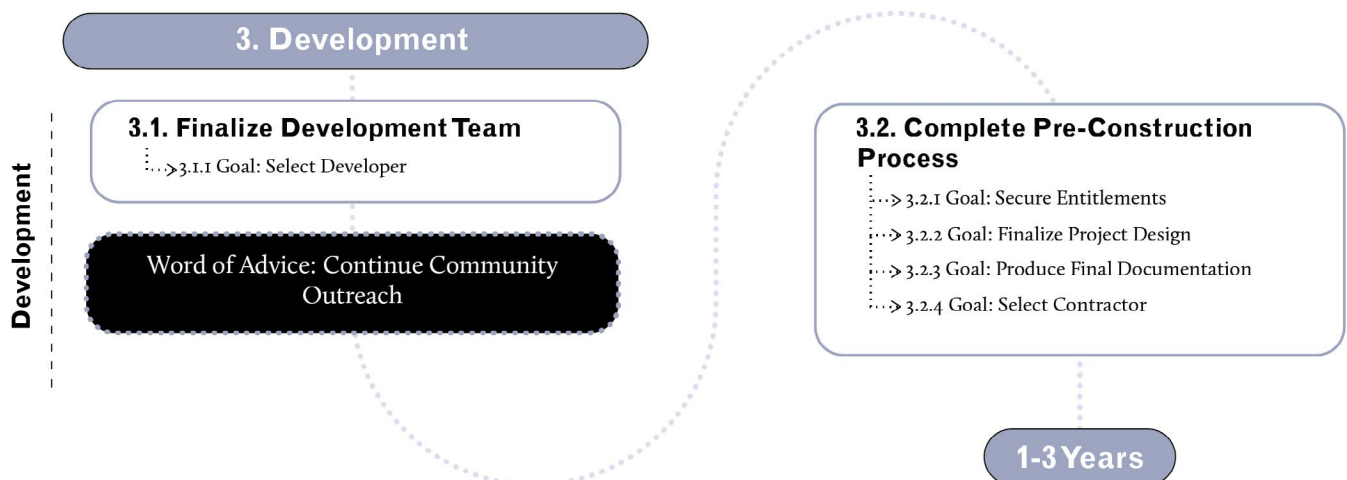 3. Development
Development
3.1. Finalize Development Team
3.1.1 Goal: Select Developer
Word of Advice: Continue Community
Outreach
3.2. Complete Pre-Construction
Process
3.2.1 Goal: Secure Entitlements
3.2.2 Goal: Finalize Project Design
3.2.3 Goal: Produce Final Documentation
3.2.4 Goal: Select Contractor
1-3 Years